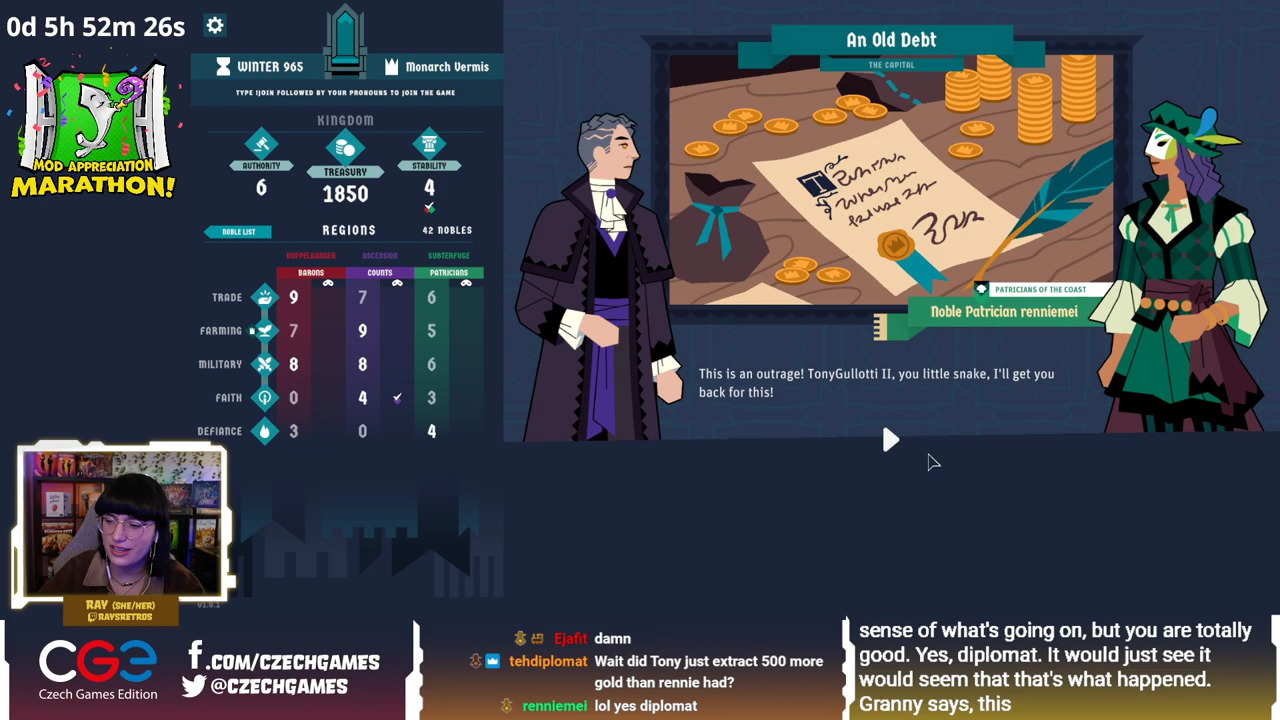 0d 5h 52m 26s
MOD APPRECIATION
MARATHON!
WINTER 965
Monarch Vermis
TYPE !JOIN FOLLOWED BY YOUR PRONOUNS TO JOIN THE GAME
KINGDOM
AUTHORITY
TREASURY
STABILITY
6
1850
4
NOBLE LIST
REGIONS
42 NOBLES
DOPPELGANGER
ASCENSION
SUBTERFUGE
BARONS
COUNTS
PATRICIANS
TRADE 9 7 6
FARMING 7 9 5
MILITARY 8 8 6
FAITH 0 4 3
DEFIANCE 3 0 4
An Old Debt
THE CAPITAL
PATRICIANS OF THE COAST
Noble Patrician renniemei
This is an outrage! TonyGullotti II, you little snake, I'll get you
back for this!
RAY (SHE/HER)
RAYSRETROS
V1.0.1
CGE
Czech Games Edition
f.COM/CZECHGAMES
@CZECHGAMES
Ejafit damn
tehdiplomat Wait did Tony just extract 500 more
gold than rennie had?
renniemei lol yes diplomat
sense of what's going on, but you are totally
good. Yes, diplomat. It would just see it
would seem that that's what happened.
Granny says, this